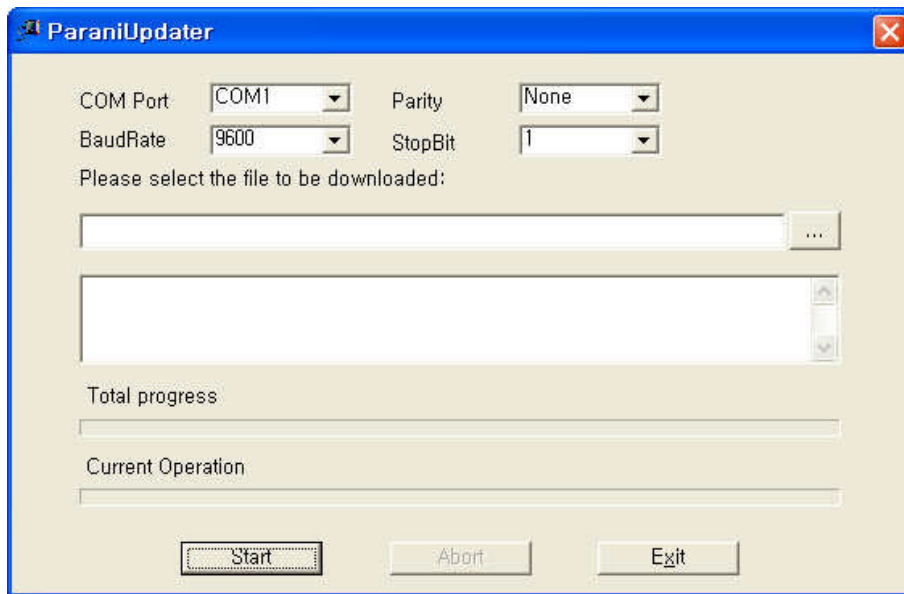 ParaniUpdater
COM Port COM1 Parity None
BaudRate 9600 StopBit 1
Please select the file to be downloaded:
...
Total progress
Current Operation
Start Abort Exit